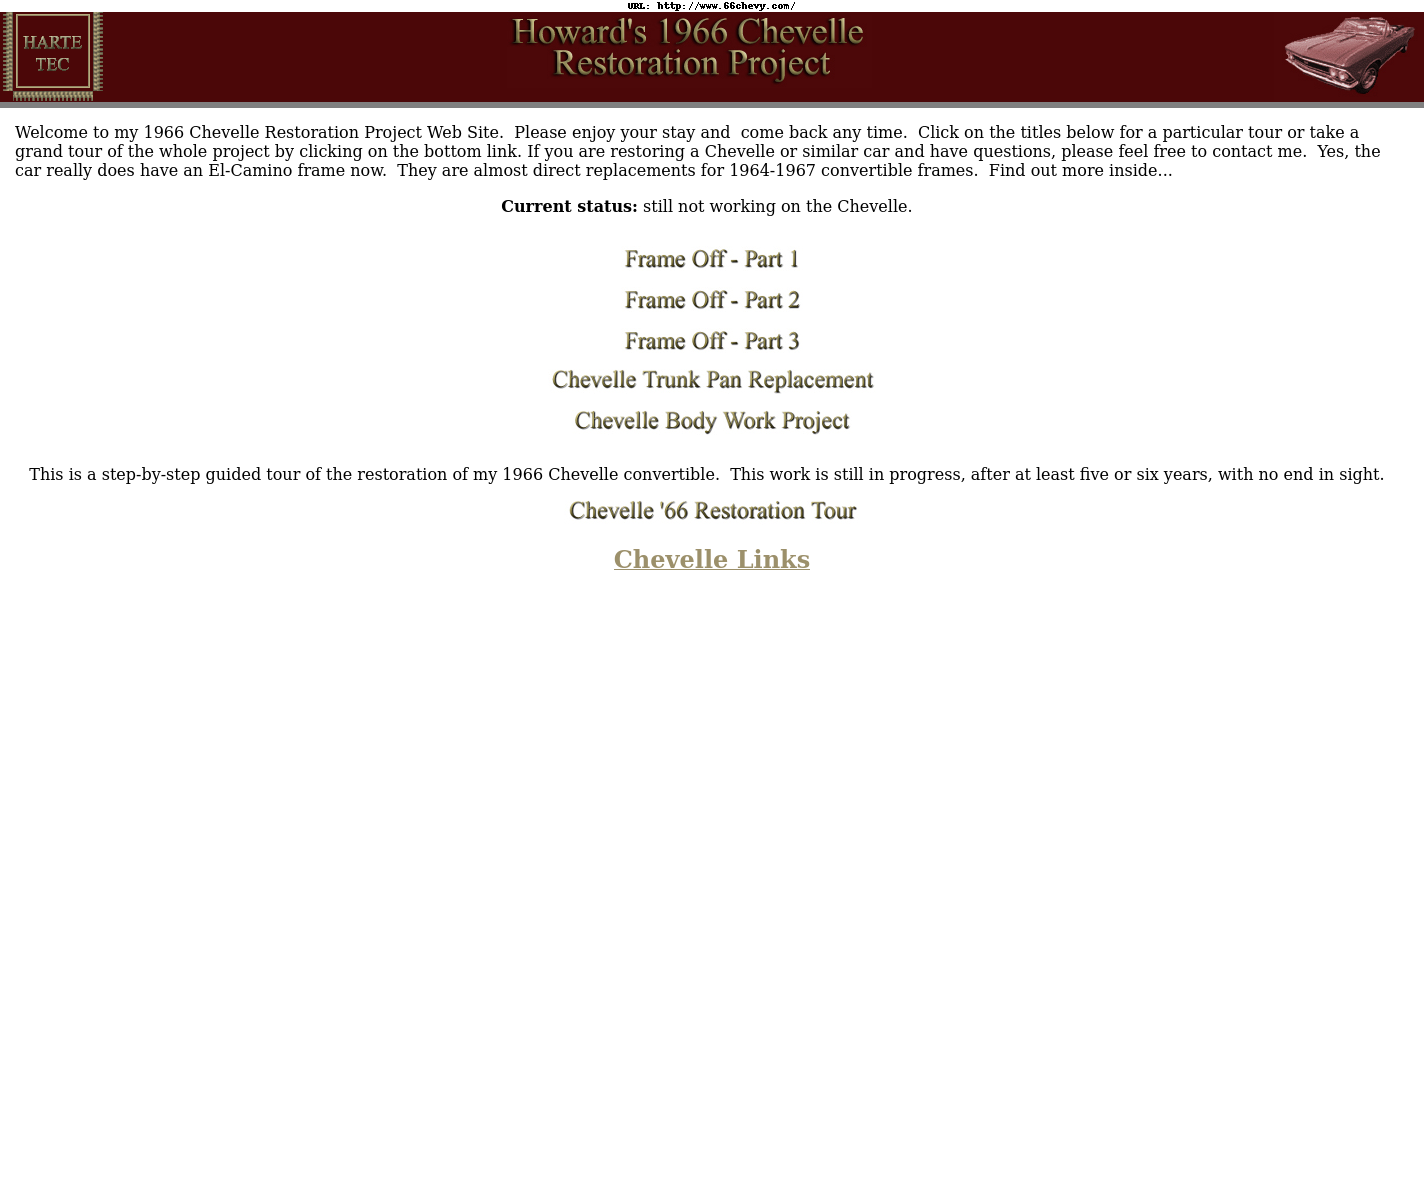 URL: http://www.66chevy.com/
HARTE
TEC
Howard's 1966 Chevelle
Restoration Project
Welcome to my 1966 Chevelle Restoration Project Web Site.  Please enjoy your stay and  come back any time.  Click on the titles below for a particular tour or take a
grand tour of the whole project by clicking on the bottom link. If you are restoring a Chevelle or similar car and have questions, please feel free to contact me.  Yes, the
car really does have an El-Camino frame now.  They are almost direct replacements for 1964-1967 convertible frames.  Find out more inside...
Current status: still not working on the Chevelle.
Frame Off - Part 1
Frame Off - Part 2
Frame Off - Part 3
Chevelle Trunk Pan Replacement
Chevelle Body Work Project
This is a step-by-step guided tour of the restoration of my 1966 Chevelle convertible.  This work is still in progress, after at least five or six years, with no end in sight.
Chevelle '66 Restoration Tour
Chevelle Links